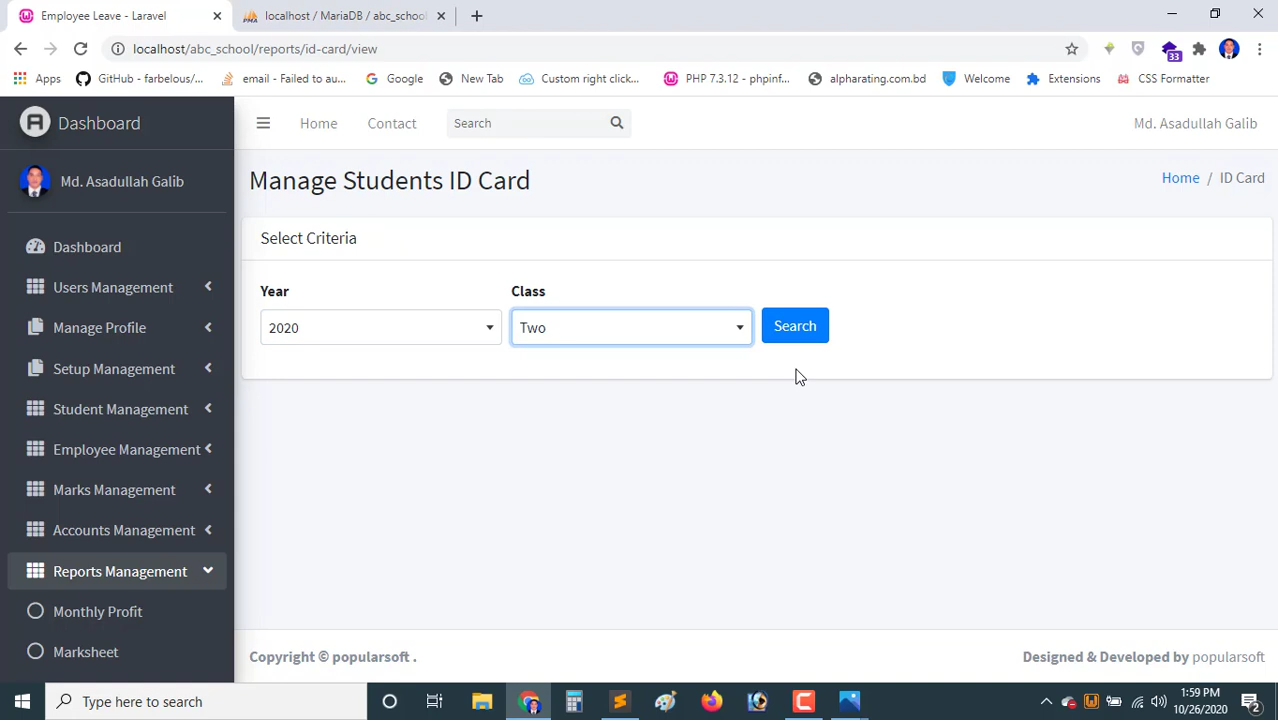 Employee Leave - Laravel
localhost / MariaDB / abc_school
localhost/abc_school/reports/id-card/view
33
Apps
GitHub - farbelous/...
email - Failed to au...
Google
New Tab
Custom right click...
PHP 7.3.12 - phpinf...
alpharating.com.bd
Welcome
Extensions
CSS Formatter
Dashboard
Home
Contact
Search
Md. Asadullah Galib
Md. Asadullah Galib
Manage Students ID Card
Home / ID Card
Dashboard
Users Management
Manage Profile
Setup Management
Student Management
Employee Management
Marks Management
Accounts Management
Reports Management
Monthly Profit
Marksheet
Select Criteria
Year
Class
2020
Two
Search
Copyright © popularsoft .
Designed & Developed by popularsoft
Type here to search
1:59 PM
10/26/2020
2